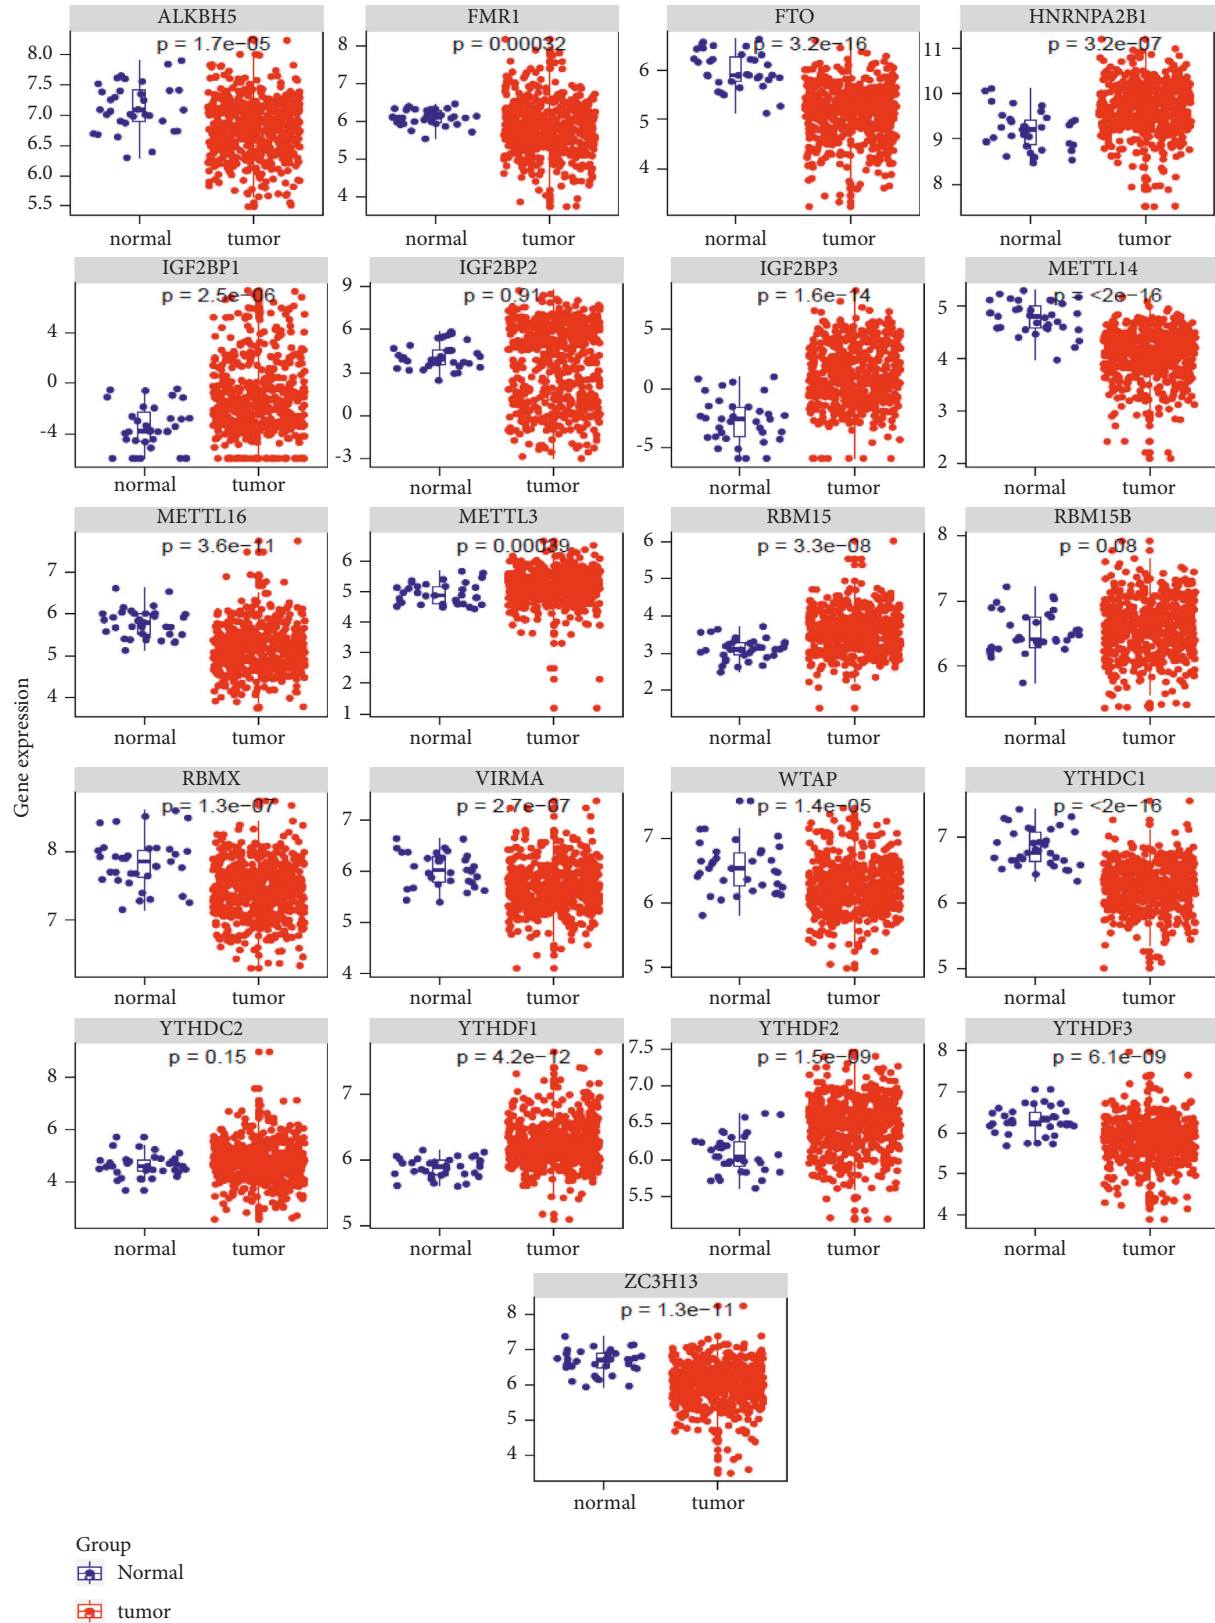 ALKBH5 FMR1 FTO HNRNPA2B1
p = 1.7e−05 p = 0.00032 p = 3.2e−16 p = 3.2e−07
8.0 7.5 7.0 6.5 6.0 5.5
8 7 6 5 4
6 5 4
11 10 9 8
normal tumor normal tumor normal tumor normal tumor
IGF2BP1 IGF2BP2 IGF2BP3 METTL14
p = 2.5e−06 p = 0.91 p = 1.6e−14 p = <2e−16
4 0 -4
9 6 3 0 -3
5 0 -5
5 4 3 2
normal tumor normal tumor normal tumor normal tumor
METTL16 METTL3 RBM15 RBM15B
p = 3.6e−11 p = 0.00039 p = 3.3e−08 p = 0.08
7 6 5 4
6 5 4 3 2 1
6 5 4 3 2
8 7 6
normal tumor normal tumor normal tumor normal tumor
Gene expression
RBMX VIRMA WTAP YTHDC1
p = 1.3e−07 p = 2.7e−07 p = 1.4e−05 p = <2e−16
8 7
7 6 5 4
7 6 5
7 6 5
normal tumor normal tumor normal tumor normal tumor
YTHDC2 YTHDF1 YTHDF2 YTHDF3
p = 0.15 p = 4.2e−12 p = 1.5e−09 p = 6.1e−09
8 6 4
7 6 5
7.5 7.0 6.5 6.0 5.5
8 7 6 5 4
normal tumor normal tumor normal tumor normal tumor
ZC3H13
p = 1.3e−11
8 7 6 5 4
normal tumor
Group
Normal
tumor